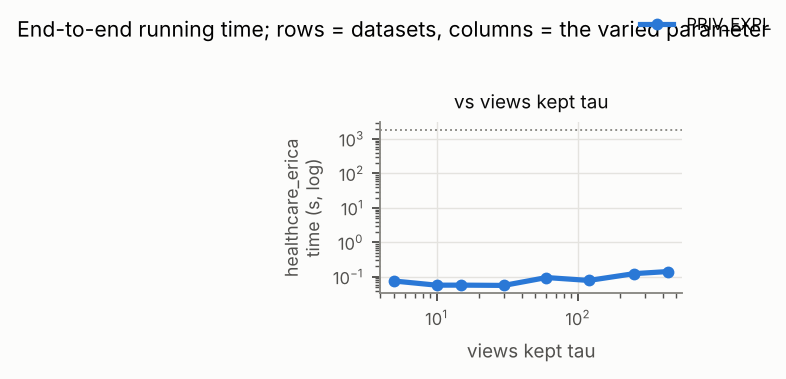 End-to-end running time; rows = datasets, columns = the varied parameter
PRIV_EXPL
vs views kept tau
healthcare_erica
time (s, log)
10³
10²
10¹
10⁰
10⁻¹
10¹ 10²
views kept tau